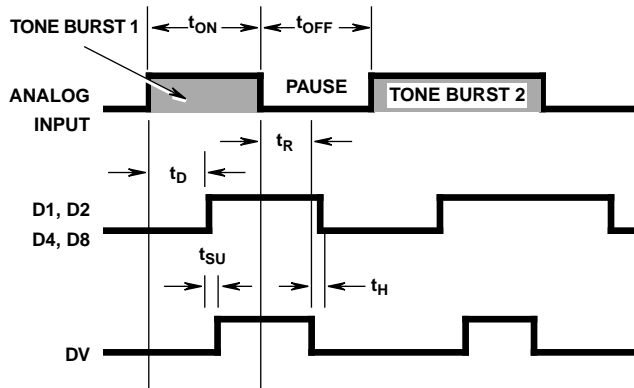 TONE BURST 1
tON
tOFF
ANALOG
INPUT
PAUSE
TONE BURST 2
tD
tR
D1, D2
D4, D8
tSU
tH
DV